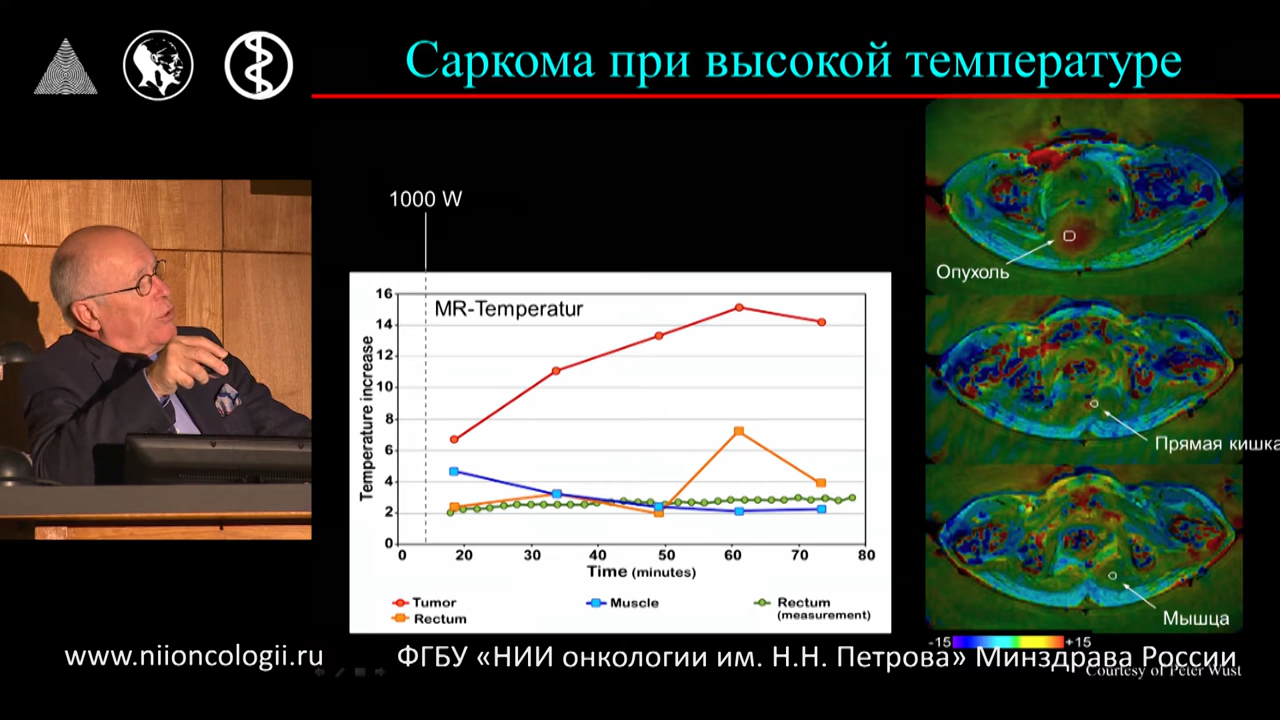 Саркома при высокой температуре
1000 W
MR-Temperatur
Temperature increase
16
14
12
10
8
6
4
2
0
0 20 30 40 50 60 70 80
Time (minutes)
Tumor
Muscle
Rectum
(measurement)
Rectum
Опухоль
Прямая кишка
Мышца
-15 +15
www.niioncologii.ru
ФГБУ «НИИ онкологии им. Н.Н. Петрова» Минздрава России
Courtesy of Peter Wust